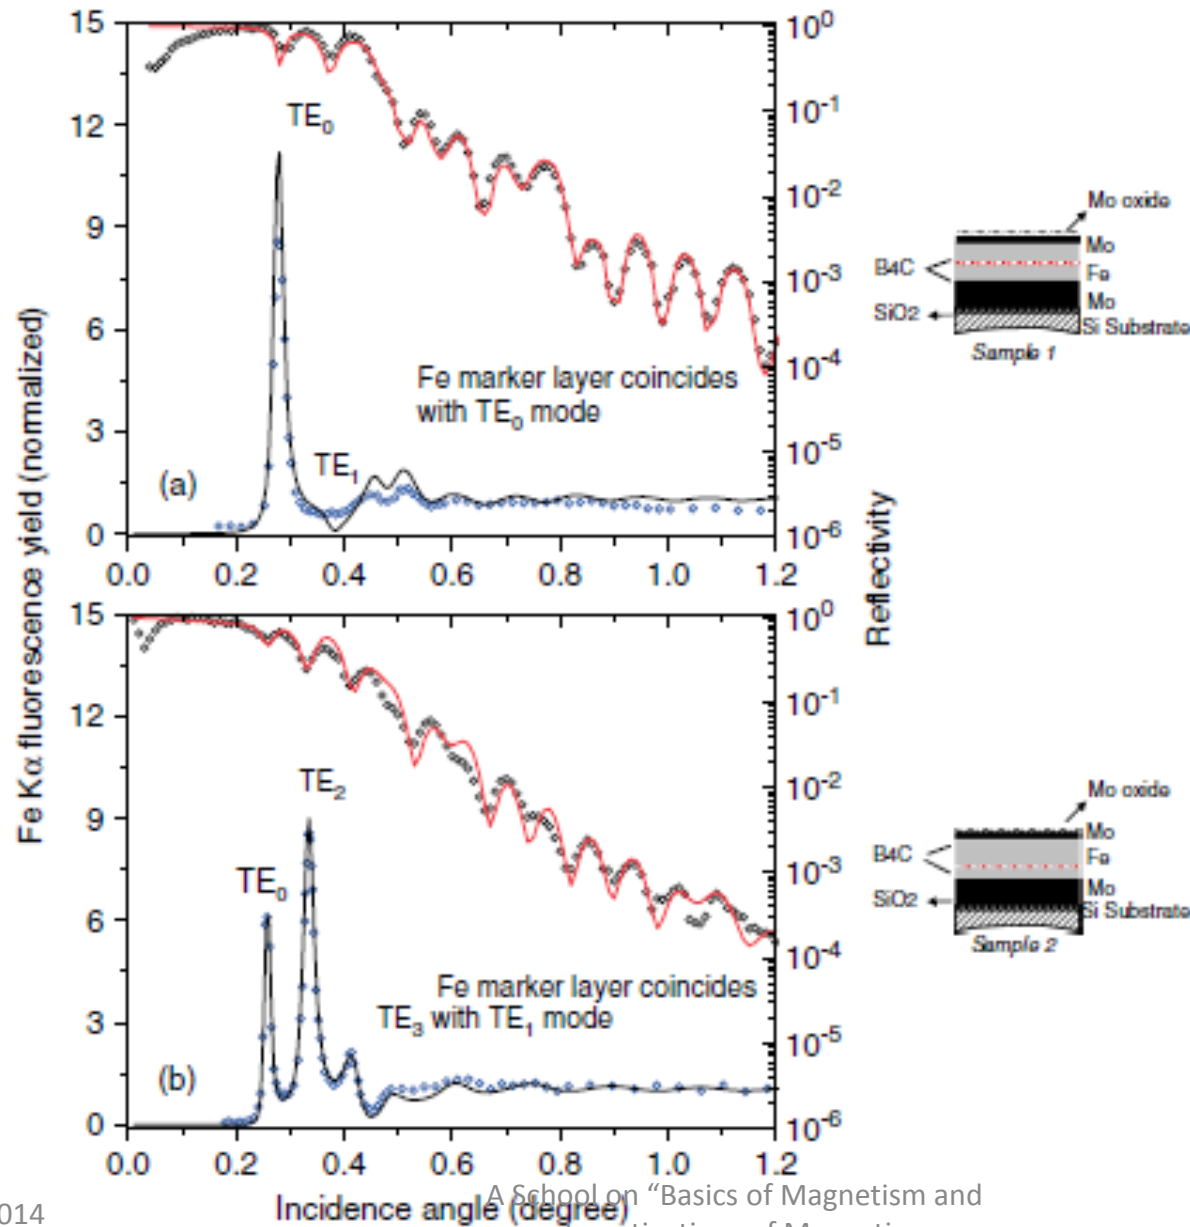 Fe Kα fluorescence yield (normalized)
Reflectivity
15
12
9
6
3
0
10⁰
10⁻¹
10⁻²
10⁻³
10⁻⁴
10⁻⁵
10⁻⁶
TE₀
TE₁
Fe marker layer coincides
with TE₀ mode
(a)
0.0 0.2 0.4 0.6 0.8 1.0 1.2
Mo oxide
Mo
B4C
Fe
Mo
SiO2
Si Substrate
Sample 1
15
12
9
6
3
0
10⁰
10⁻¹
10⁻²
10⁻³
10⁻⁴
10⁻⁵
10⁻⁶
TE₀
TE₂
Fe marker layer coincides
TE₃ with TE₁ mode
(b)
0.0 0.2 0.4 0.6 0.8 1.0 1.2
Incidence angle (degree)
Mo oxide
Mo
B4C
Fe
Mo
SiO2
Si Substrate
Sample 2
014
A School on “Basics of Magnetism and